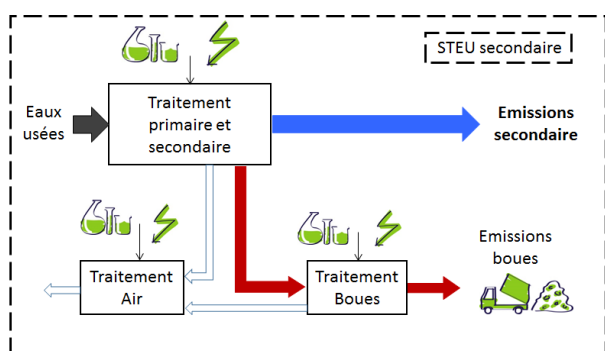 STEU secondaire
Eaux
usées
Traitement
primaire et
secondaire
Emissions
secondaire
Traitement
Air
Traitement
Boues
Emissions
boues